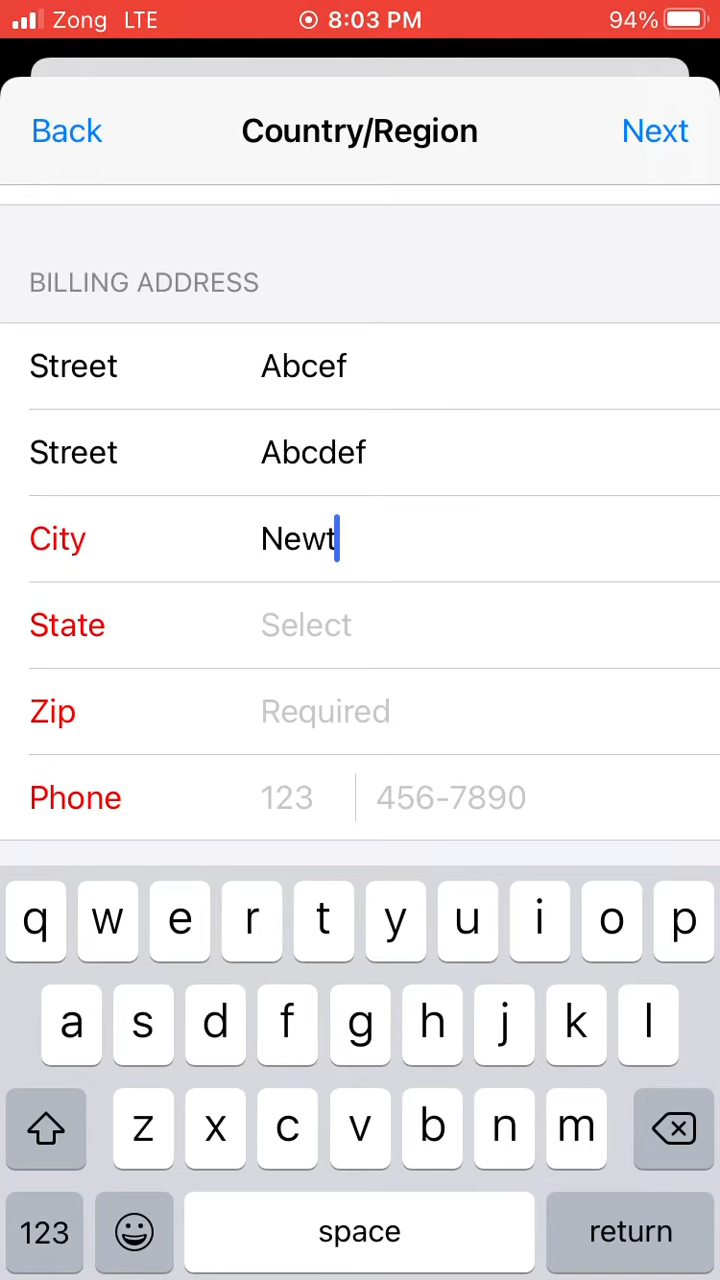 Zong LTE 8:03 PM 94%
Back Country/Region Next
BILLING ADDRESS
Street Abcef
Street Abcdef
City Newt
State Select
Zip Required
Phone 123 456-7890
q w e r t y u i o p
a s d f g h j k l
z x c v b n m
123 space return